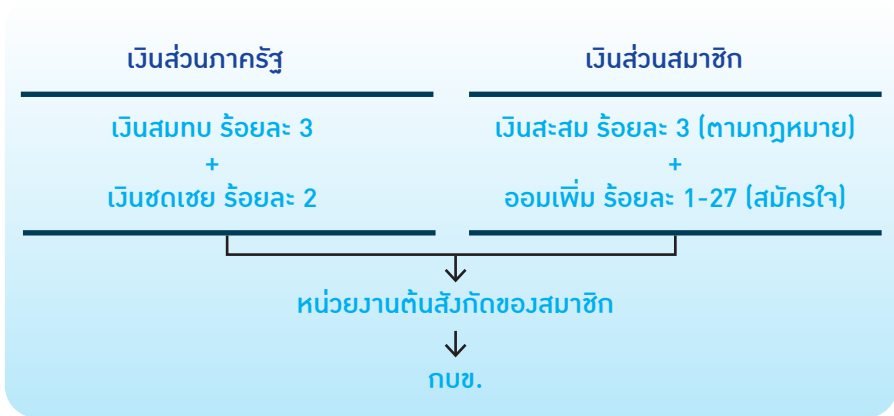 เงินส่วนภาครัฐ
เงินสมทบ ร้อยละ 3
+
เงินชดเชย ร้อยละ 2
เงินส่วนสมาชิก
เงินสะสม ร้อยละ 3 (ตามกฎหมาย)
+
ออมเพิ่ม ร้อยละ 1-27 (สมัครใจ)
หน่วยงานต้นสังกัดของสมาชิก
กบข.